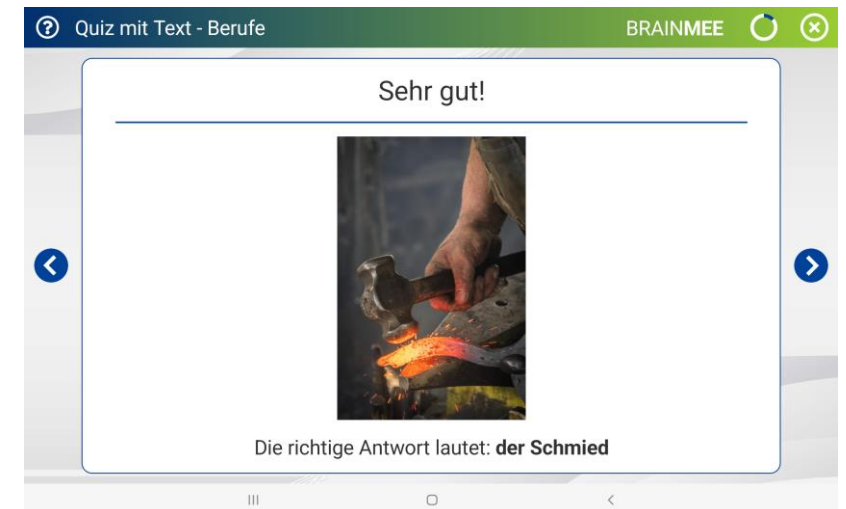 Quiz mit Text - Berufe
BRAINMEE
Sehr gut!
Die richtige Antwort lautet: der Schmied